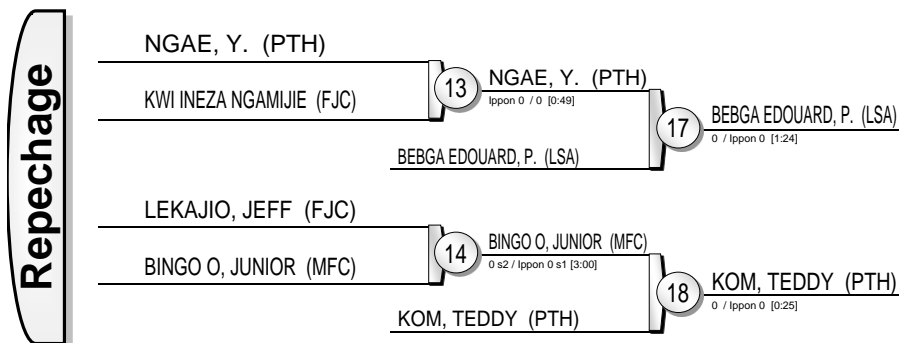 Repechage
NGAE, Y. (PTH)
KWI INEZA NGAMIJIE (FJC)
13
NGAE, Y. (PTH)
Ippon 0 / 0 [0:49]
BEBGA EDOUARD, P. (LSA)
17
BEBGA EDOUARD, P. (LSA)
0 / Ippon 0 [1:24]
LEKAJIO, JEFF (FJC)
BINGO O, JUNIOR (MFC)
14
BINGO O, JUNIOR (MFC)
0 s2 / Ippon 0 s1 [3:00]
KOM, TEDDY (PTH)
18
KOM, TEDDY (PTH)
0 / Ippon 0 [0:25]